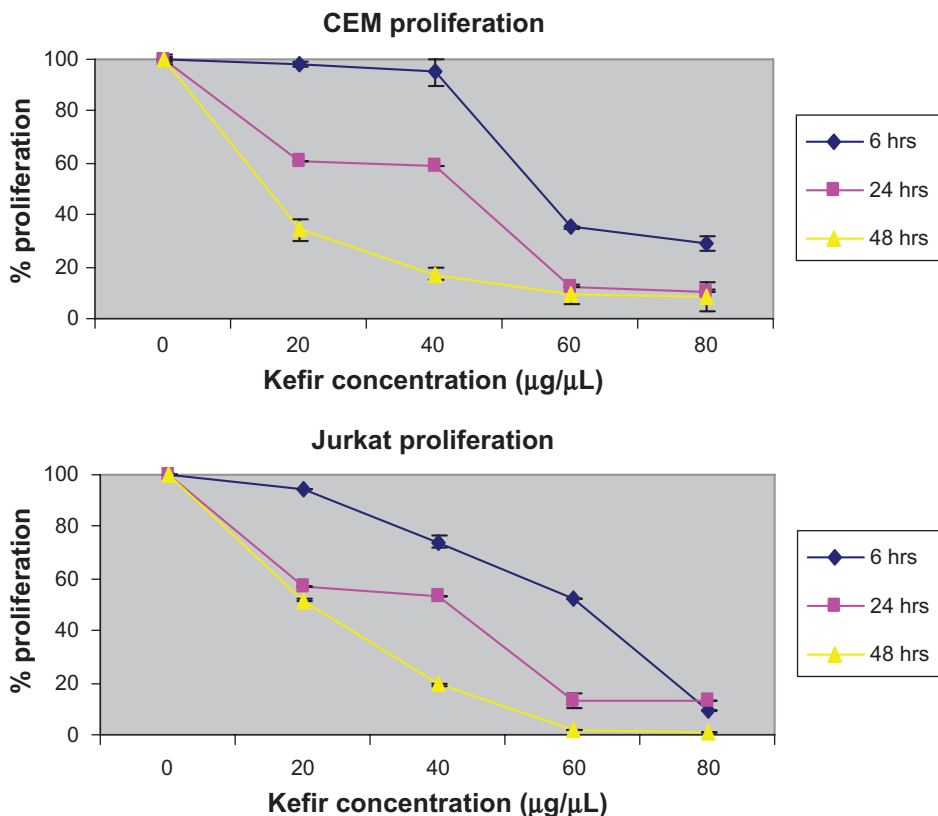 CEM proliferation
% proliferation
100
80
60
40
20
0
0 20 40 60 80
Kefir concentration (µg/µL)
6 hrs
24 hrs
48 hrs
Jurkat proliferation
% proliferation
100
80
60
40
20
0
0 20 40 60 80
Kefir concentration (µg/µL)
6 hrs
24 hrs
48 hrs